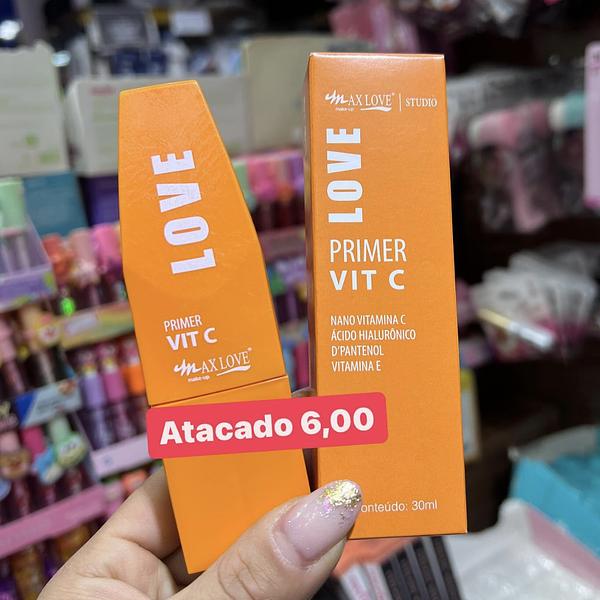 LOVE
PRIMER
VIT C
MAX LOVE
make-up
MAX LOVE | STUDIO
make-up
LOVE
PRIMER
VIT C
NANO VITAMINA C
ÁCIDO HIALURÔNICO
D'PANTENOL
VITAMINA E
onteúdo: 30ml
Atacado 6,00